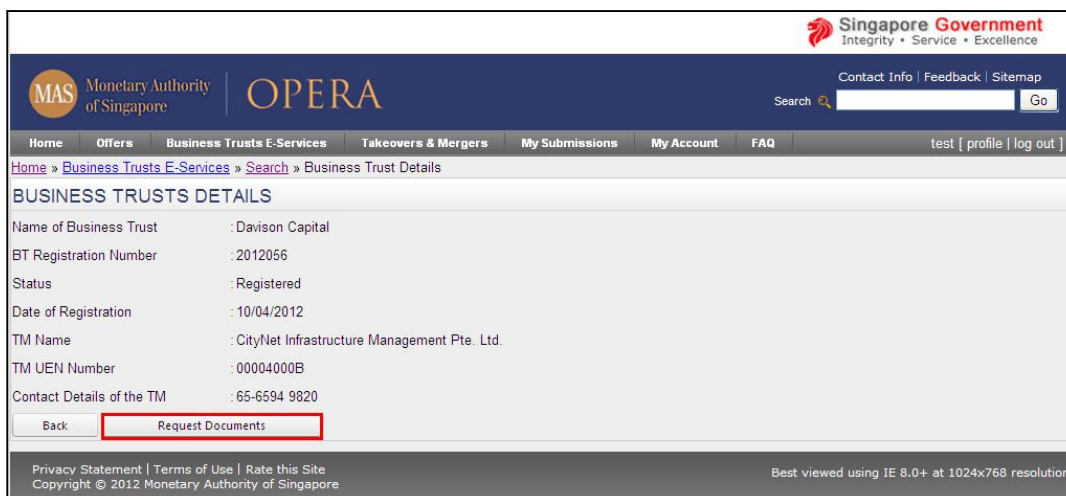 Singapore Government
Integrity • Service • Excellence
MAS Monetary Authority of Singapore OPERA
Contact Info | Feedback | Sitemap
Search Go
Home Offers Business Trusts E-Services Takeovers & Mergers My Submissions My Account FAQ test [ profile | log out ]
Home » Business Trusts E-Services » Search » Business Trust Details
BUSINESS TRUSTS DETAILS
Name of Business Trust : Davison Capital
BT Registration Number : 2012056
Status : Registered
Date of Registration : 10/04/2012
TM Name : CityNet Infrastructure Management Pte. Ltd.
TM UEN Number : 00004000B
Contact Details of the TM : 65-6594 9820
Back Request Documents
Privacy Statement | Terms of Use | Rate this Site
Copyright © 2012 Monetary Authority of Singapore
Best viewed using IE 8.0+ at 1024x768 resolution